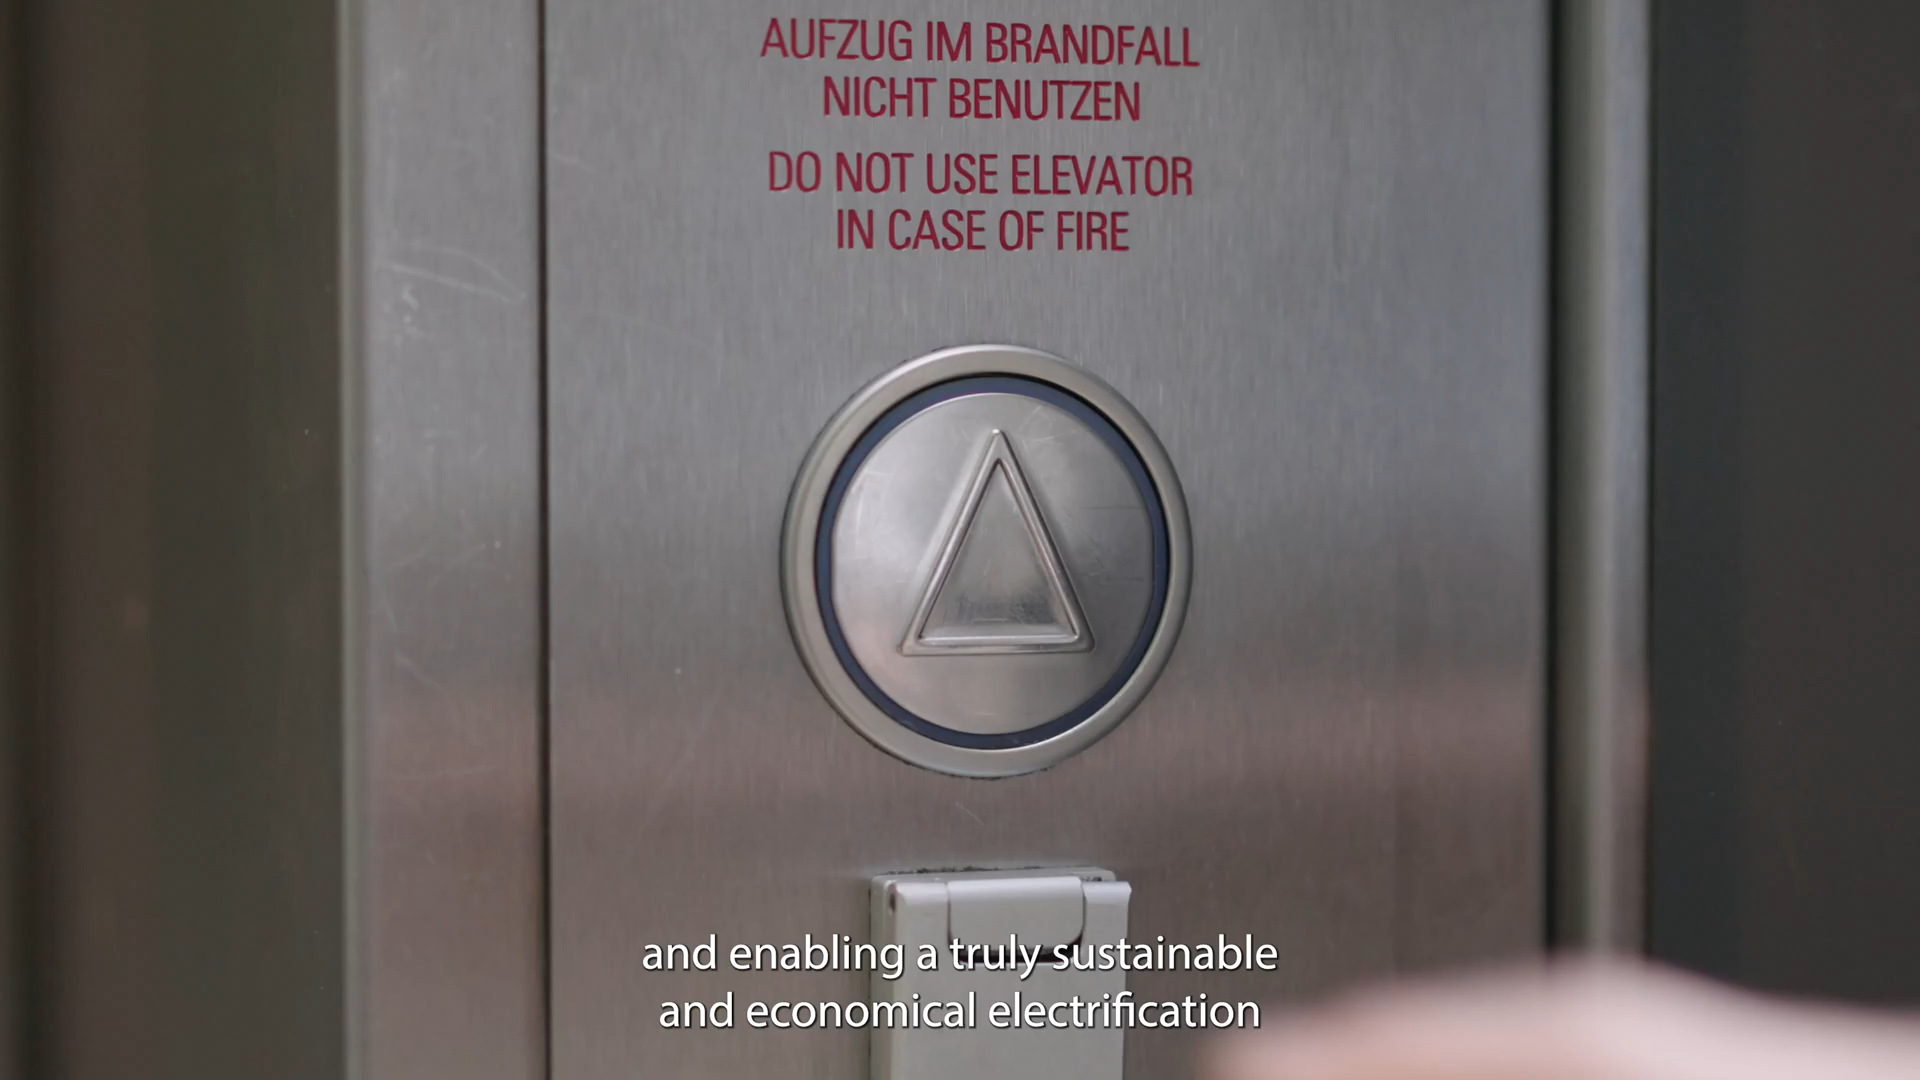 AUFZUG IM BRANDFALL
NICHT BENUTZEN
DO NOT USE ELEVATOR
IN CASE OF FIRE
and enabling a truly sustainable
and economical electrification